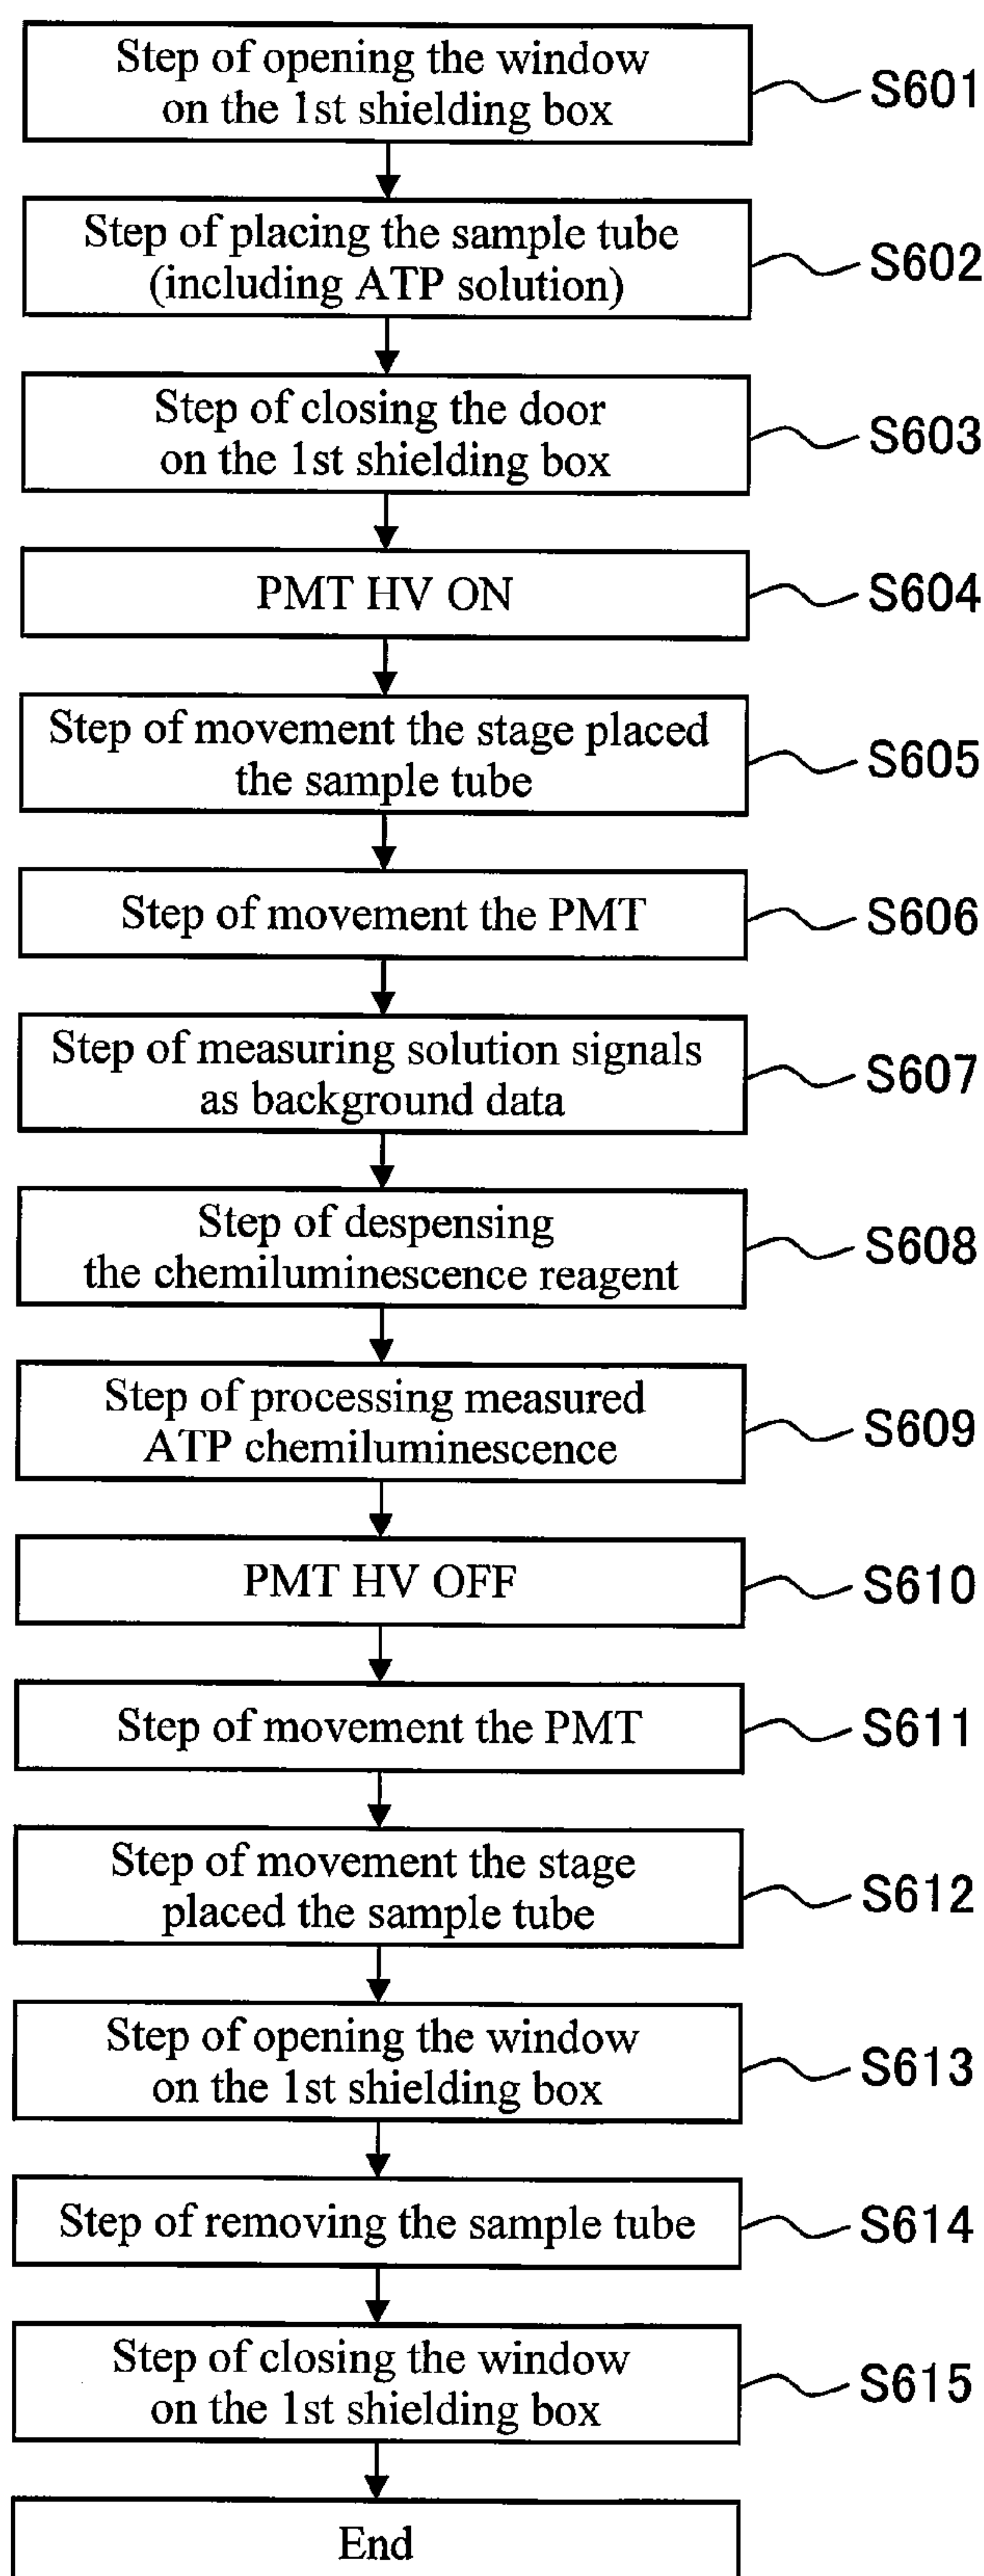 Step of opening the window
on the 1st shielding box
S601
Step of placing the sample tube
(including ATP solution)
S602
Step of closing the door
on the 1st shielding box
S603
PMT HV ON
S604
Step of movement the stage placed
the sample tube
S605
Step of movement the PMT
S606
Step of measuring solution signals
as background data
S607
Step of despensing
the chemiluminescence reagent
S608
Step of processing measured
ATP chemiluminescence
S609
PMT HV OFF
S610
Step of movement the PMT
S611
Step of movement the stage
placed the sample tube
S612
Step of opening the window
on the 1st shielding box
S613
Step of removing the sample tube
S614
Step of closing the window
on the 1st shielding box
S615
End